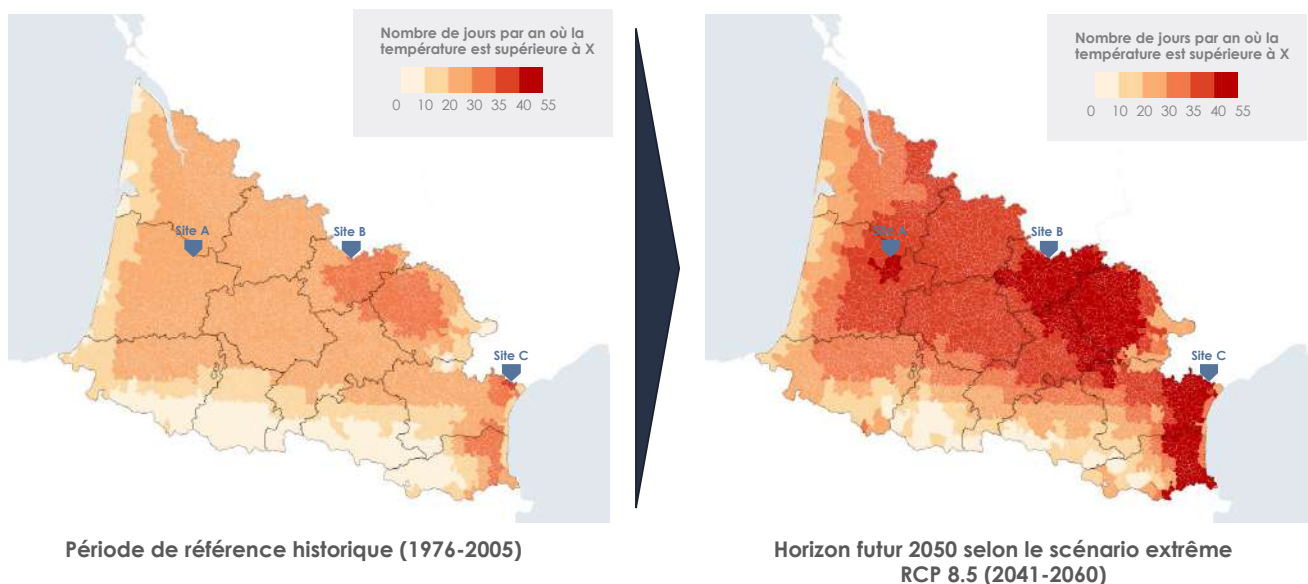 Nombre de jours par an où la
température est supérieure à X
0 10 20 30 35 40 55
Site A
Site B
Site C
Période de référence historique (1976-2005)
Nombre de jours par an où la
température est supérieure à X
0 10 20 30 35 40 55
Site A
Site B
Site C
Horizon futur 2050 selon le scénario extrême
RCP 8.5 (2041-2060)